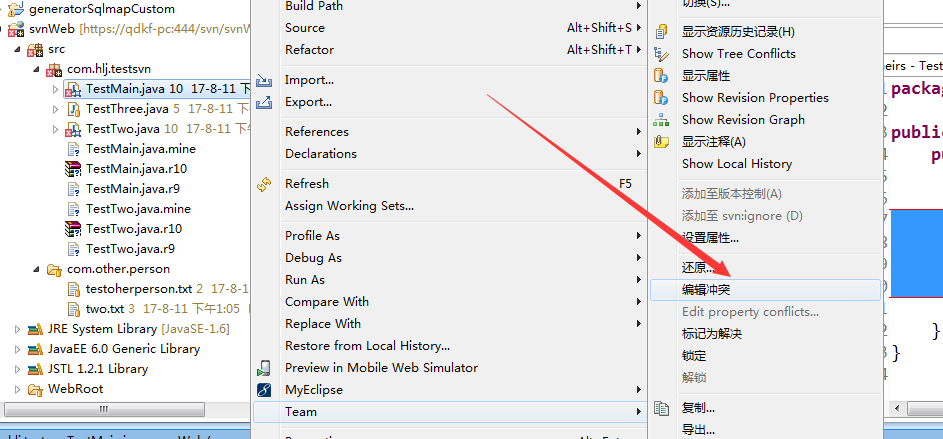 generatorSqlmapCustom
svnWeb [https://qdkf-pc:444/svn/svnW
src
com.hlj.testsvn
TestMain.java 10 17-8-11 下
TestThree.java 5 17-8-11 下
TestTwo.java 10 17-8-11 下午
TestMain.java.mine
TestMain.java.r10
TestMain.java.r9
TestTwo.java.mine
TestTwo.java.r10
TestTwo.java.r9
com.other.person
testoherperson.txt 2 17-8-1
two.txt 3 17-8-11 下午1:05
JRE System Library [JavaSE-1.6]
JavaEE 6.0 Generic Library
JSTL 1.2.1 Library
WebRoot
Build Path
Source Alt+Shift+S
Refactor Alt+Shift+T
Import...
Export...
References
Declarations
Refresh F5
Assign Working Sets...
Profile As
Debug As
Run As
Compare With
Replace With
Restore from Local History...
Preview in Mobile Web Simulator
MyEclipse
Team
切换(S)...
显示资源历史记录(H)
Show Tree Conflicts
显示属性
Show Revision Properties
Show Revision Graph
显示注释(A)
Show Local History
添加至版本控制(A)
添加至 svn:ignore (D)
设置属性...
还原...
编辑冲突
Edit property conflicts...
标记为解决
锁定
解锁
复制...
导出...
heirs - Test
packag
public
pu
}
}